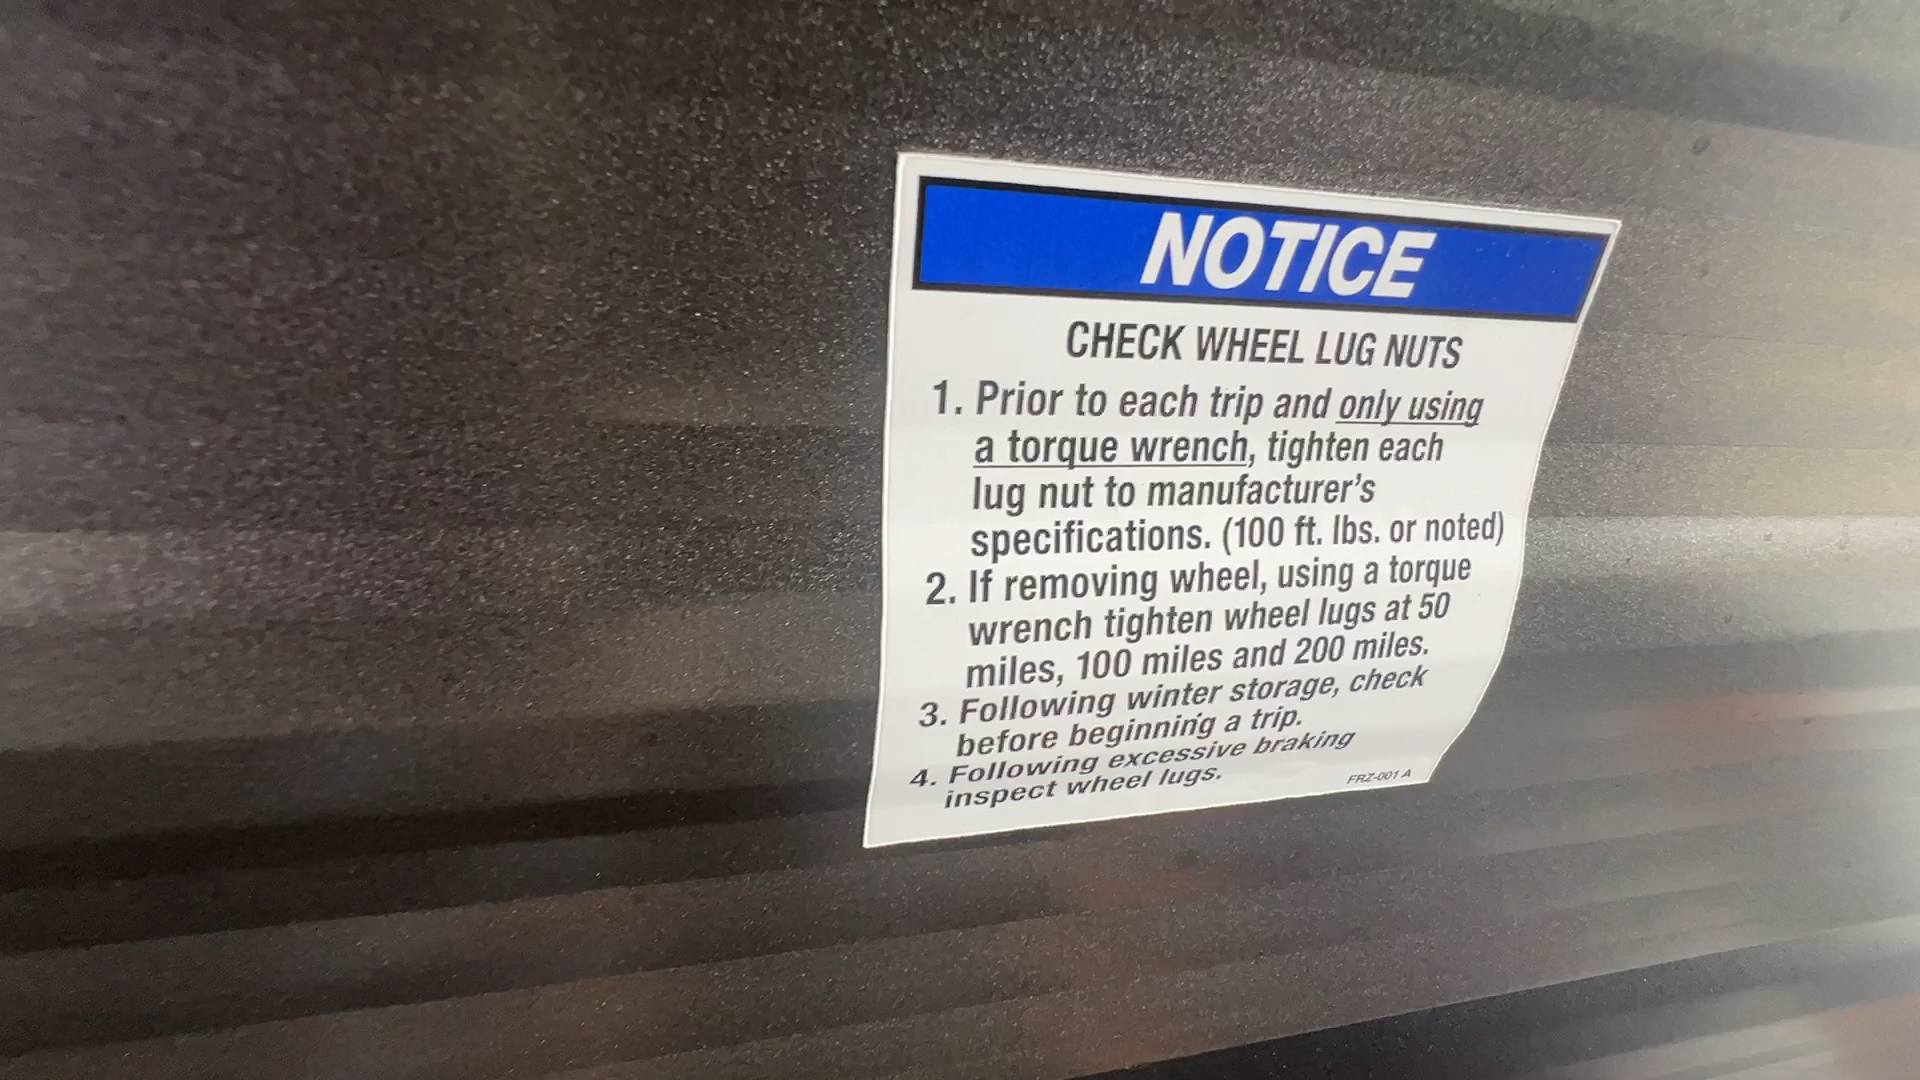 NOTICE
CHECK WHEEL LUG NUTS
1. Prior to each trip and only using
a torque wrench, tighten each
lug nut to manufacturer's
specifications. (100 ft. lbs. or noted)
2. If removing wheel, using a torque
wrench tighten wheel lugs at 50
miles, 100 miles and 200 miles.
3. Following winter storage, check
before beginning a trip.
4. Following excessive braking
inspect wheel lugs.
FRZ-001 A